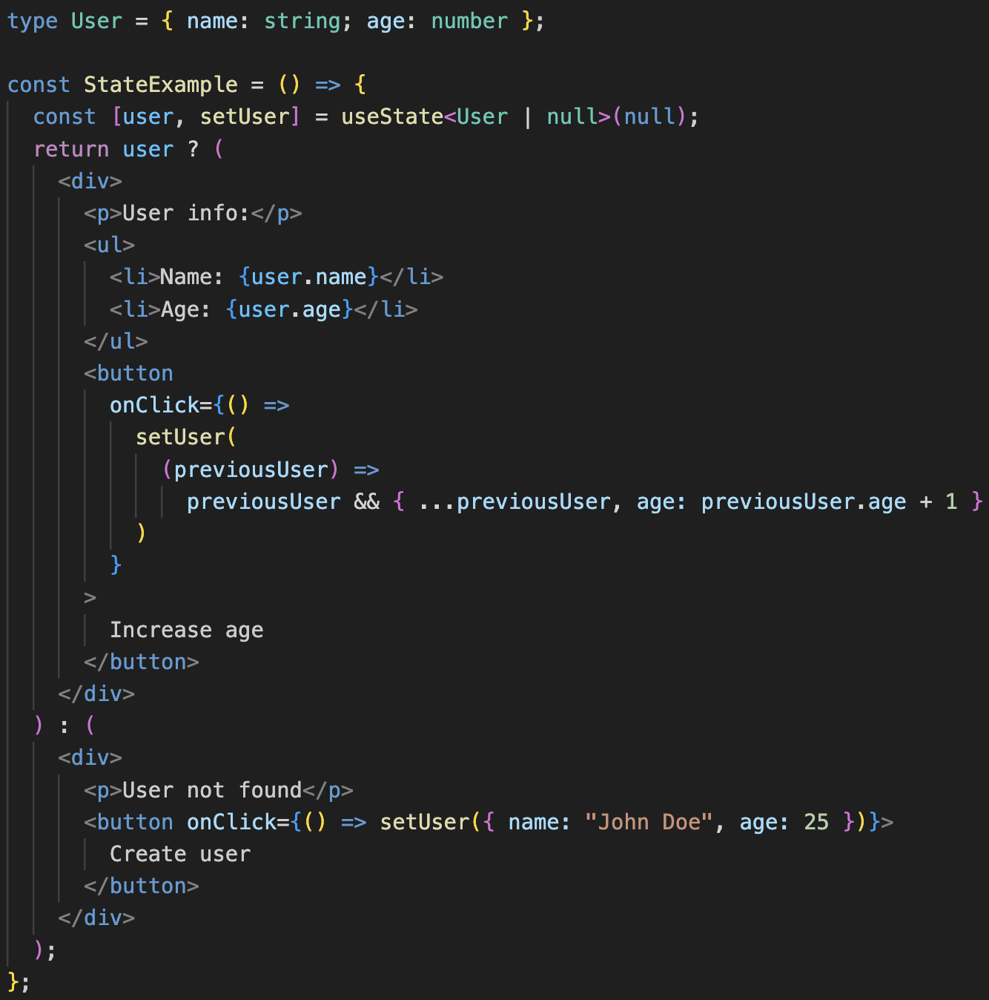 type User = { name: string; age: number };

const StateExample = () => {
  const [user, setUser] = useState<User | null>(null);
  return user ? (
    <div>
      <p>User info:</p>
      <ul>
        <li>Name: {user.name}</li>
        <li>Age: {user.age}</li>
      </ul>
      <button
        onClick={() =>
          setUser(
            (previousUser) =>
              previousUser && { ...previousUser, age: previousUser.age + 1 }
          )
        }
      >
        Increase age
      </button>
    </div>
  ) : (
    <div>
      <p>User not found</p>
      <button onClick={() => setUser({ name: "John Doe", age: 25 })}>
        Create user
      </button>
    </div>
  );
};